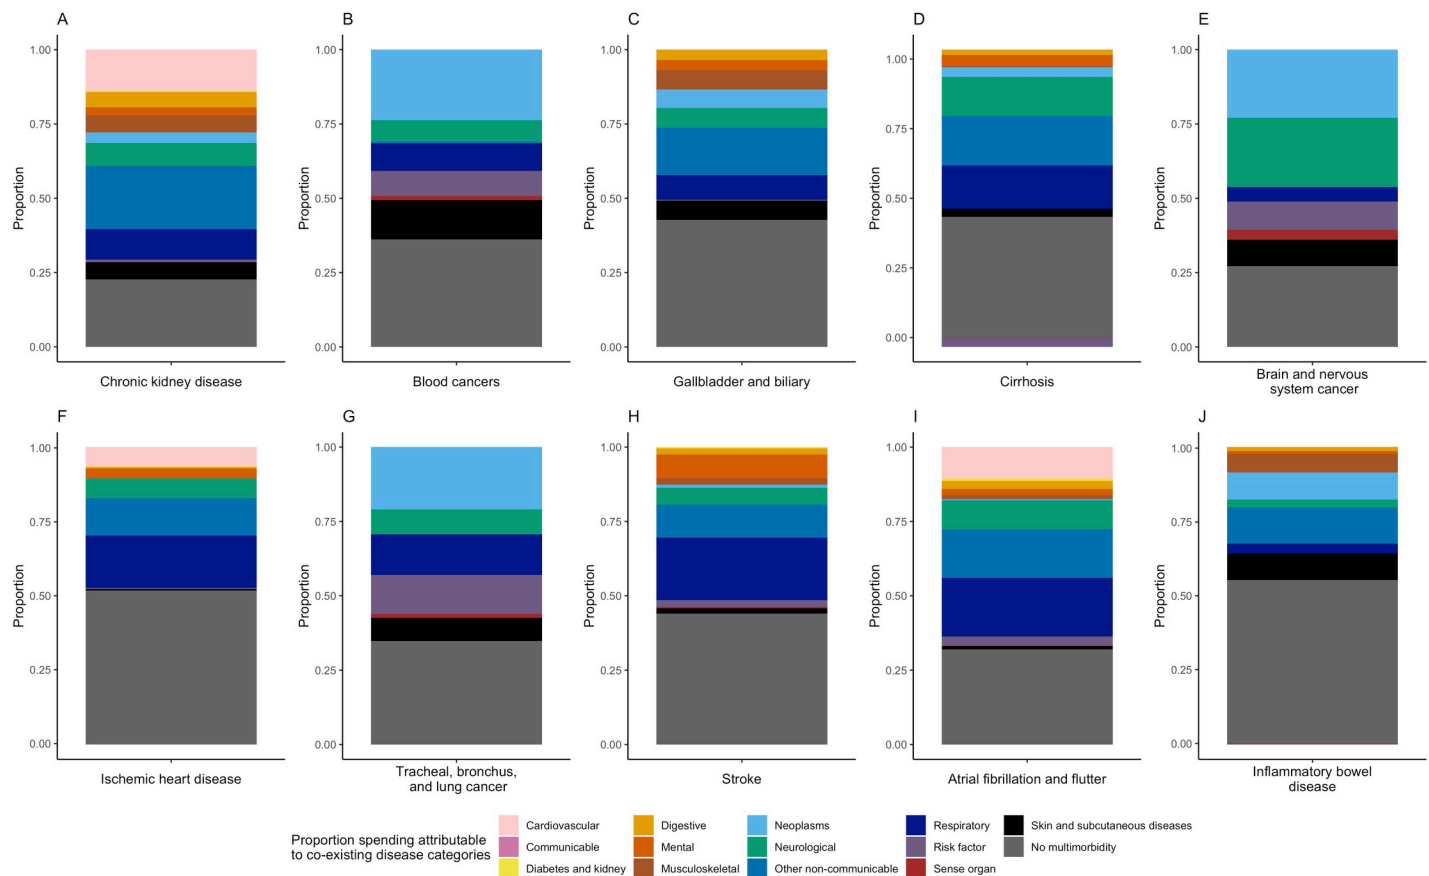 A
B
C
D
E
Proportion
1.00
0.75
0.50
0.25
0.00
Chronic kidney disease
Proportion
1.00
0.75
0.50
0.25
0.00
Blood cancers
Proportion
1.00
0.75
0.50
0.25
0.00
Gallbladder and biliary
Proportion
1.00
0.75
0.50
0.25
0.00
Cirrhosis
Proportion
1.00
0.75
0.50
0.25
0.00
Brain and nervous
system cancer
F
G
H
I
J
Proportion
1.00
0.75
0.50
0.25
0.00
Ischemic heart disease
Proportion
1.00
0.75
0.50
0.25
0.00
Tracheal, bronchus,
and lung cancer
Proportion
1.00
0.75
0.50
0.25
0.00
Stroke
Proportion
1.00
0.75
0.50
0.25
0.00
Atrial fibrillation and flutter
Proportion
1.00
0.75
0.50
0.25
0.00
Inflammatory bowel
disease
Proportion spending attributable
to co-existing disease categories
Cardiovascular
Communicable
Diabetes and kidney
Digestive
Mental
Musculoskeletal
Neoplasms
Neurological
Other non-communicable
Respiratory
Risk factor
Sense organ
Skin and subcutaneous diseases
No multimorbidity